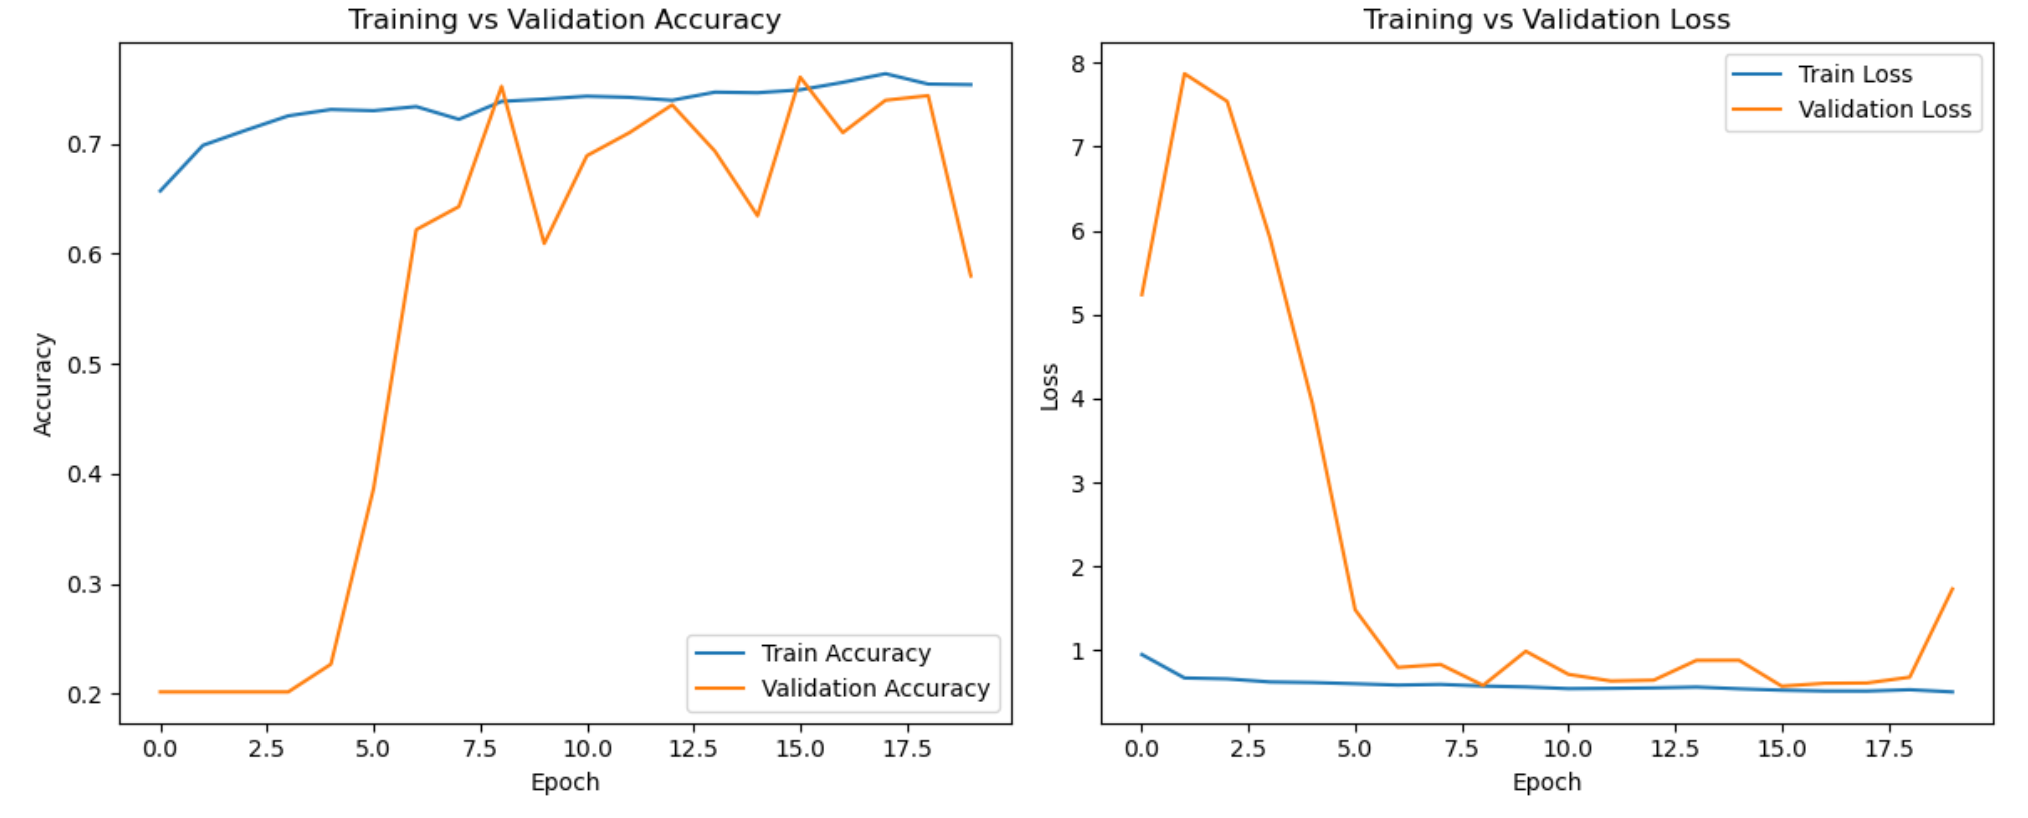 Training vs Validation Accuracy
Accuracy
0.7
0.6
0.5
0.4
0.3
0.2
Train Accuracy
Validation Accuracy
0.0 2.5 5.0 7.5 10.0 12.5 15.0 17.5
Epoch
Training vs Validation Loss
Loss
8
7
6
5
4
3
2
1
Train Loss
Validation Loss
0.0 2.5 5.0 7.5 10.0 12.5 15.0 17.5
Epoch